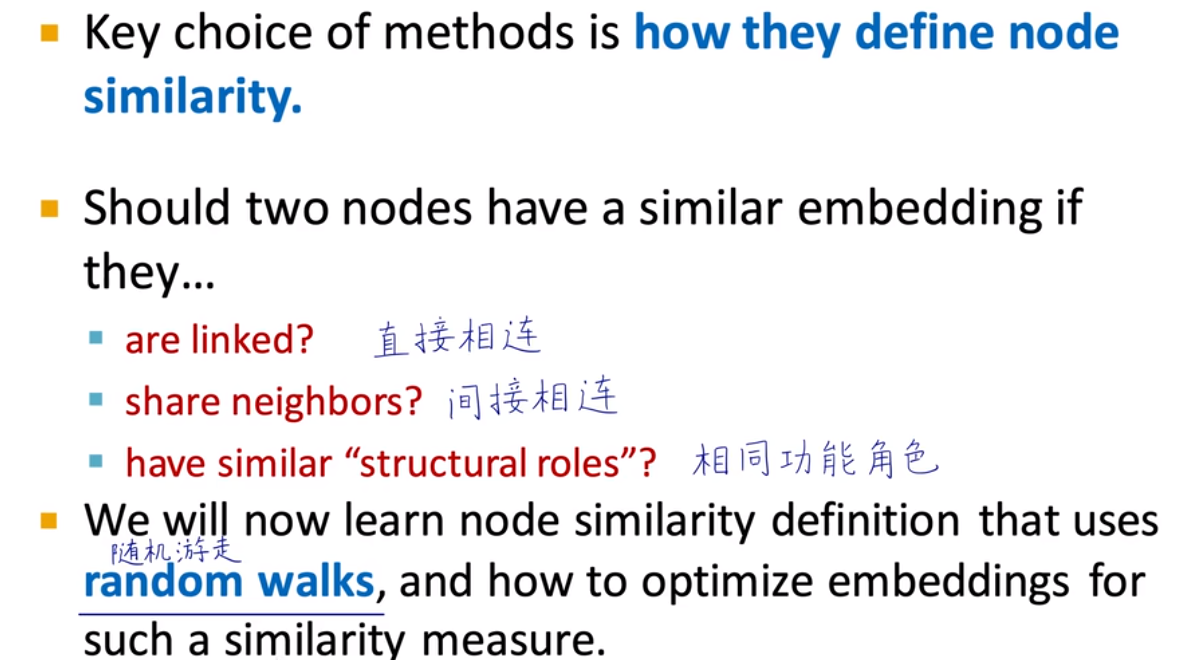 Key choice of methods is how they define node
similarity.
Should two nodes have a similar embedding if
they…
are linked? 直接相连
share neighbors? 间接相连
have similar “structural roles”? 相同功能角色
We will now learn node similarity definition that uses
随机游走
random walks, and how to optimize embeddings for
such a similarity measure.